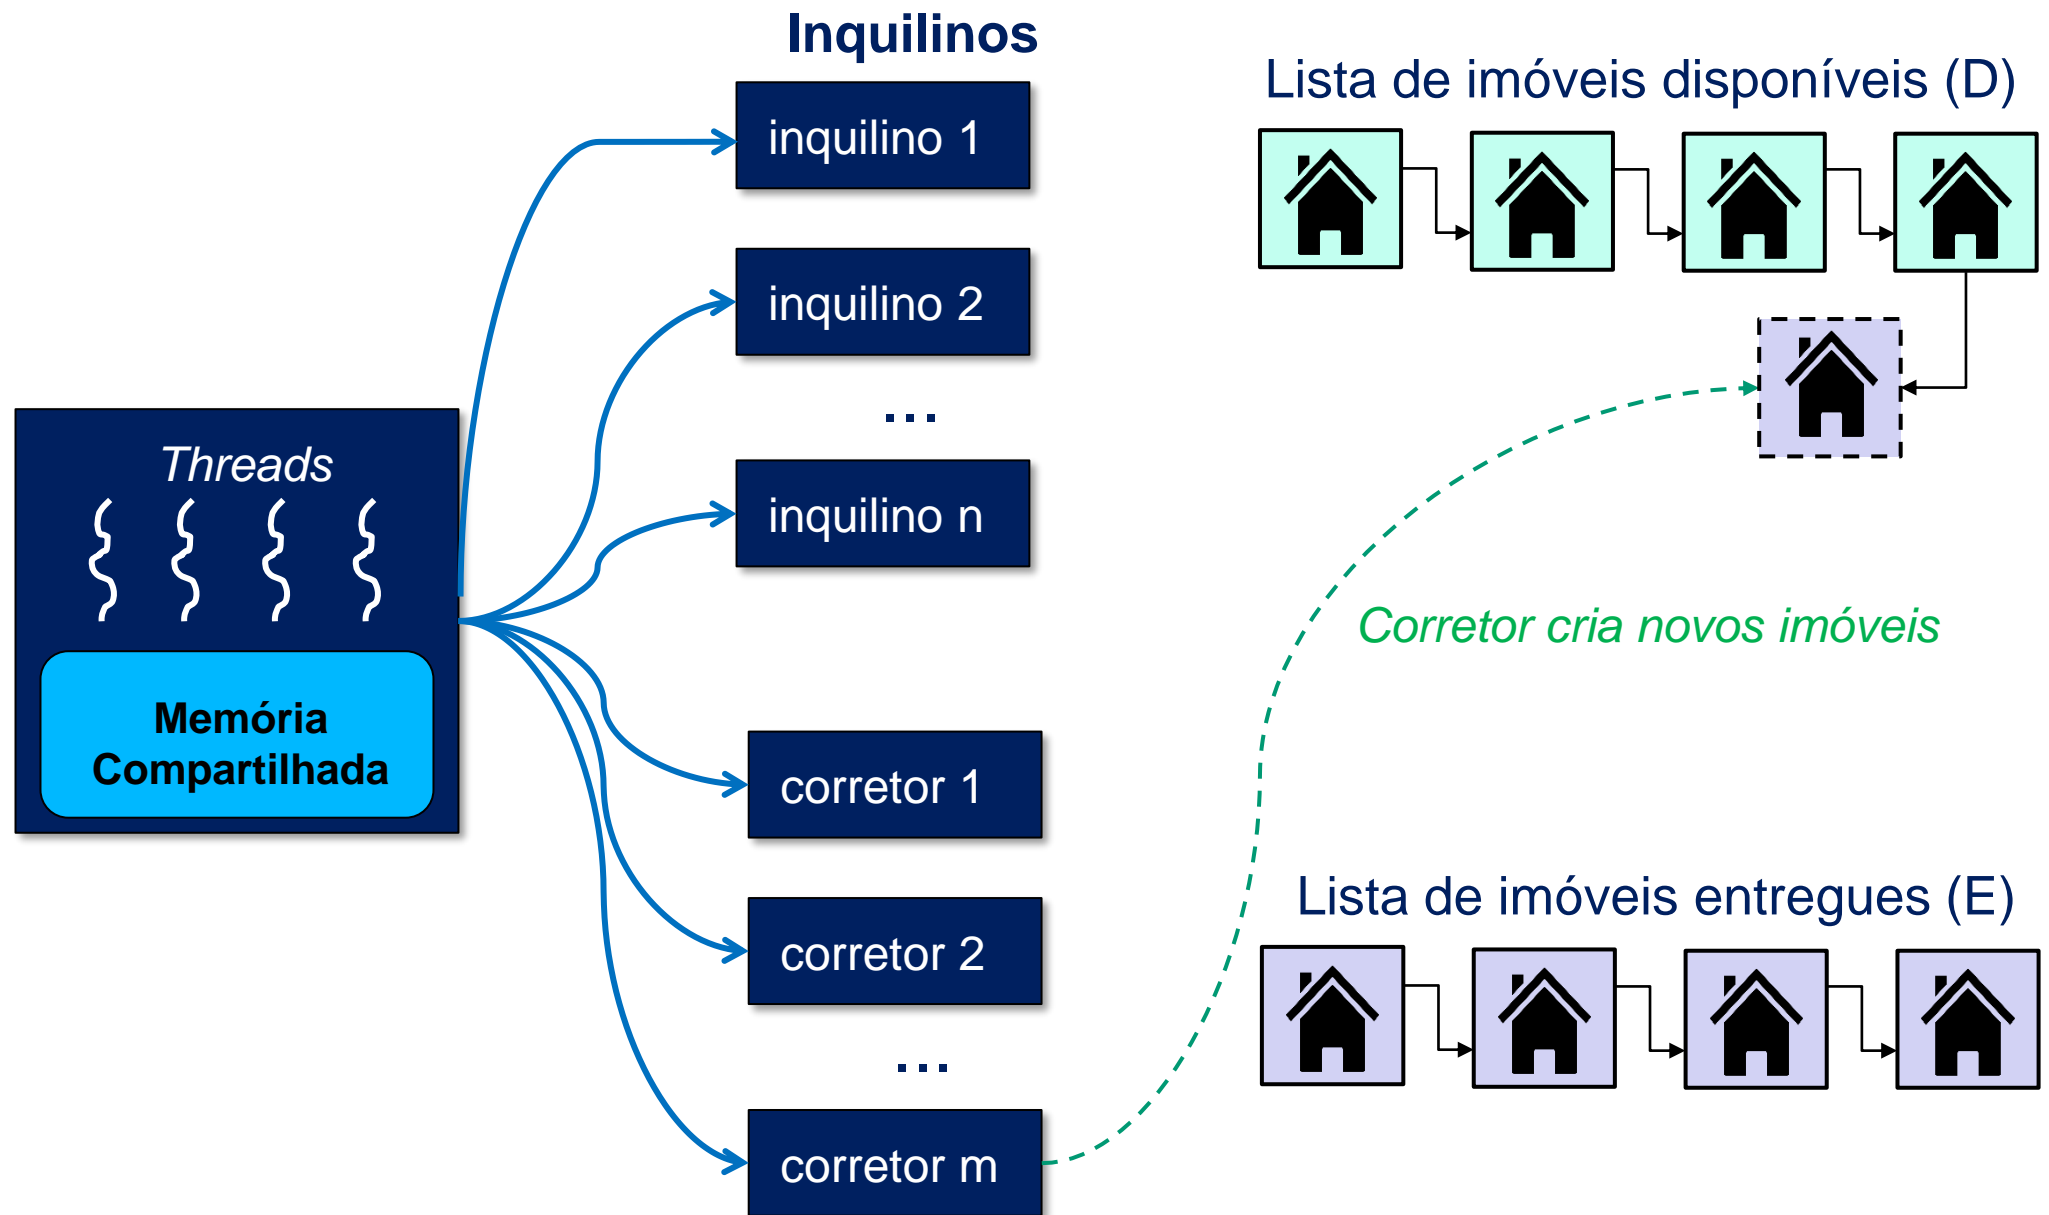 Inquilinos
inquilino 1
inquilino 2
...
inquilino n
Threads
Memória
Compartilhada
corretor 1
corretor 2
...
corretor m
Lista de imóveis disponíveis (D)
Corretor cria novos imóveis
Lista de imóveis entregues (E)